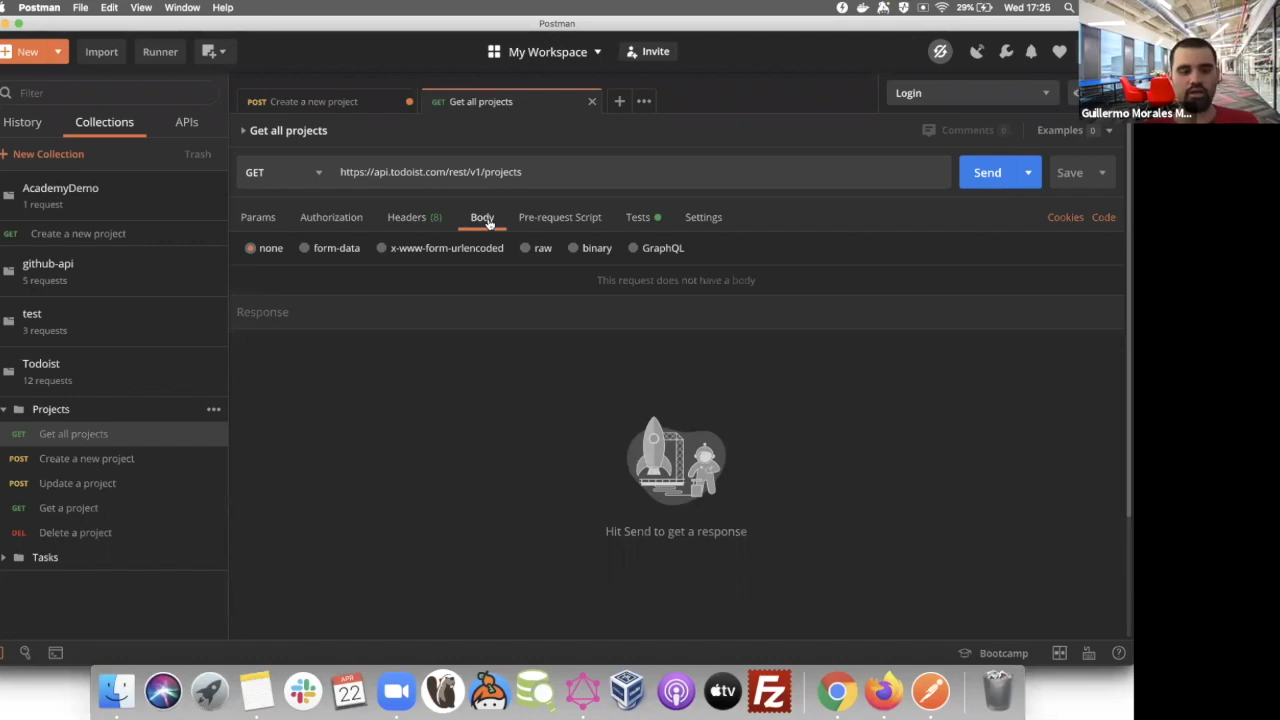 Postman File Edit View Window Help
29% Wed 17:25
Postman
New Import Runner My Workspace Invite
Filter
History Collections APIs
New Collection Trash
AcademyDemo
1 request
GET Create a new project
github-api
5 requests
test
3 requests
Todoist
12 requests
Projects
GET Get all projects
POST Create a new project
POST Update a project
GET Get a project
DEL Delete a project
Tasks
POST Create a new project GET Get all projects
Login
Get all projects Comments 0 Examples 0
GET https://api.todoist.com/rest/v1/projects Send Save
Params Authorization Headers (8) Body Pre-request Script Tests Settings Cookies Code
none form-data x-www-form-urlencoded raw binary GraphQL
This request does not have a body
Response
Hit Send to get a response
Bootcamp
APR
22
tv
Fz
Guillermo Morales M...